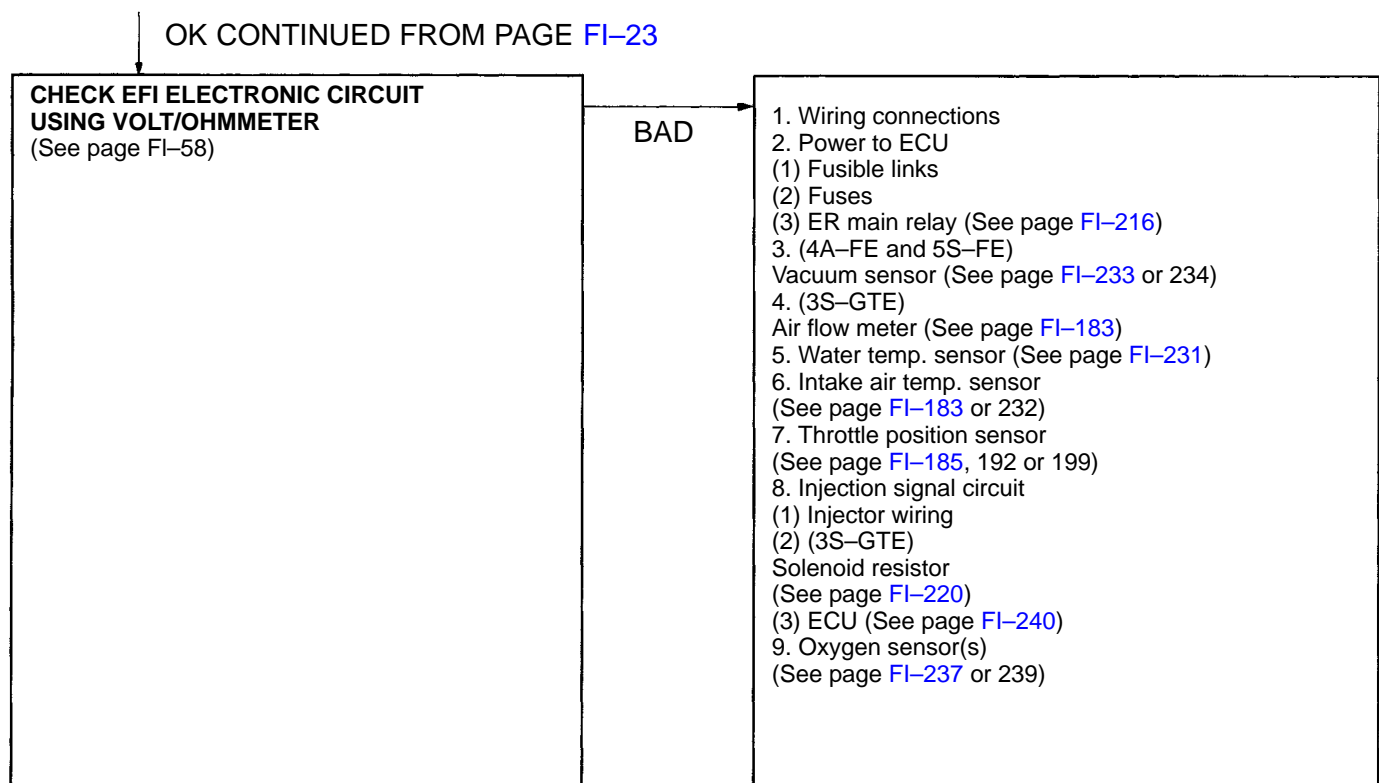 OK CONTINUED FROM PAGE FI–23
CHECK EFI ELECTRONIC CIRCUIT
USING VOLT/OHMMETER
(See page FI–58)
BAD
1. Wiring connections
2. Power to ECU
(1) Fusible links
(2) Fuses
(3) ER main relay (See page FI–216)
3. (4A–FE and 5S–FE)
Vacuum sensor (See page FI–233 or 234)
4. (3S–GTE)
Air flow meter (See page FI–183)
5. Water temp. sensor (See page FI–231)
6. Intake air temp. sensor
(See page FI–183 or 232)
7. Throttle position sensor
(See page FI–185, 192 or 199)
8. Injection signal circuit
(1) Injector wiring
(2) (3S–GTE)
Solenoid resistor
(See page FI–220)
(3) ECU (See page FI–240)
9. Oxygen sensor(s)
(See page FI–237 or 239)